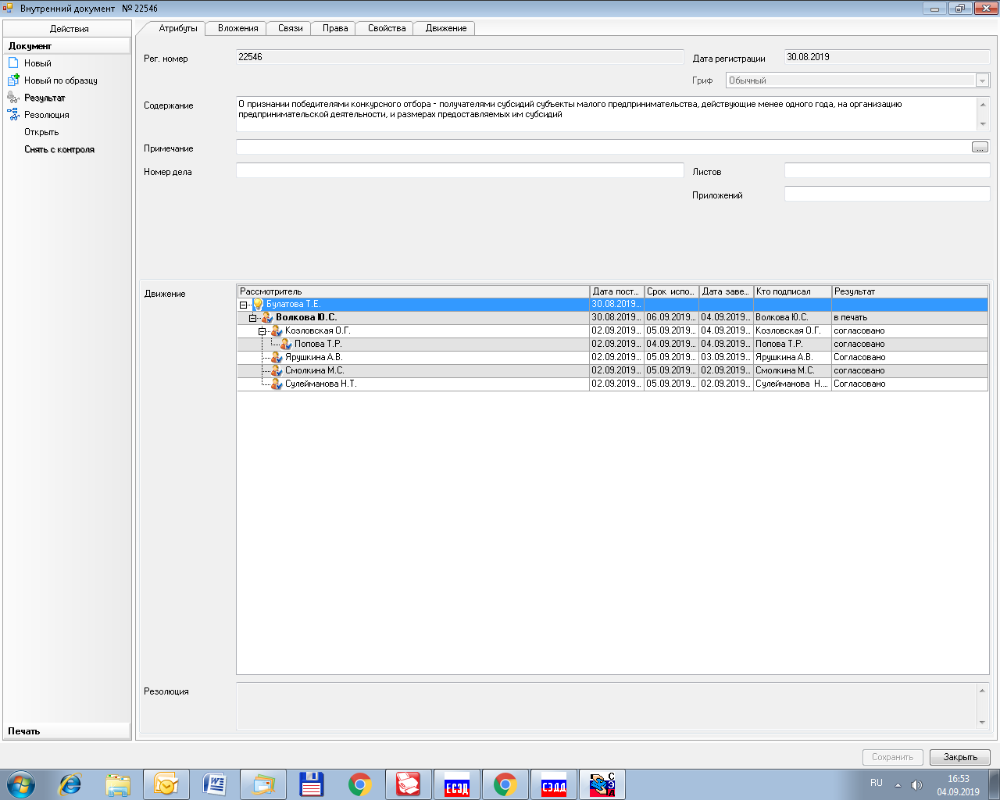 Внутренний документ № 22546
Действия
Документ
Новый
Новый по образцу
Результат
Резолюция
Открыть
Снять с контроля
Печать
Атрибуты Вложения Связи Права Свойства Движение
Рег. номер 22546 Дата регистрации 30.08.2019
Гриф Обычный
Содержание О признании победителями конкурсного отбора - получателями субсидий субъекты малого предпринимательства, действующие менее одного года, на организацию
предпринимательской деятельности, и размерах предоставляемых им субсидий
Примечание ...
Номер дела Листов
Приложений
Движение
Рассмотритель Дата пост... Срок испо... Дата заве... Кто подписал Результат
Булатова Т.Е. 30.08.2019...
Волкова Ю.С. 30.08.2019... 06.09.2019... 04.09.2019... Волкова Ю.С. в печать
Козловская О.Г. 02.09.2019... 05.09.2019... 04.09.2019... Козловская О.Г. согласовано
Попова Т.Р. 02.09.2019... 04.09.2019... 04.09.2019... Попова Т.Р. согласовано
Ярушкина А.В. 02.09.2019... 05.09.2019... 03.09.2019... Ярушкина А.В. Согласовано
Смолкина М.С. 02.09.2019... 05.09.2019... 02.09.2019... Смолкина М.С. согласовано
Сулейманова Н.Т. 02.09.2019... 05.09.2019... 02.09.2019... Сулейманова Н.... Согласовано
Резолюция
Сохранить Закрыть
ЕСЭД СЭДД СЭД RU 16:53
04.09.2019